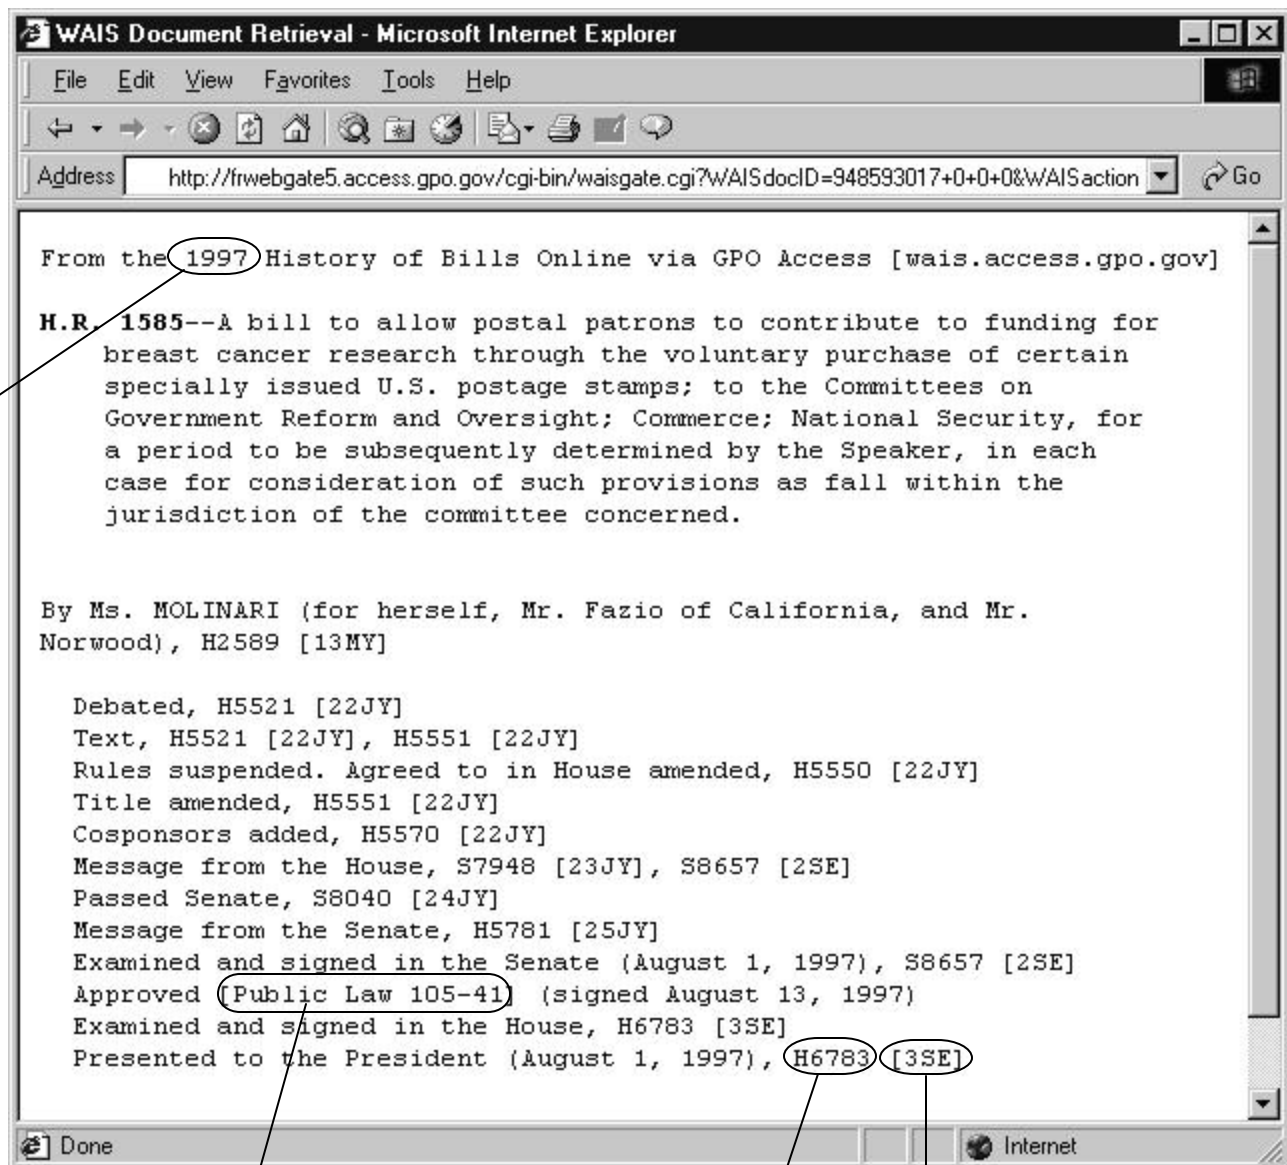 WAIS Document Retrieval - Microsoft Internet Explorer
File Edit View Favorites Tools Help
Address http://frwebgate5.access.gpo.gov/cgi-bin/waisgate.cgi?WAISdocID=948593017+0+0+0&WAISaction Go
From the 1997 History of Bills Online via GPO Access [wais.access.gpo.gov]
H.R. 1585--A bill to allow postal patrons to contribute to funding for
breast cancer research through the voluntary purchase of certain
specially issued U.S. postage stamps; to the Committees on
Government Reform and Oversight; Commerce; National Security, for
a period to be subsequently determined by the Speaker, in each
case for consideration of such provisions as fall within the
jurisdiction of the committee concerned.
By Ms. MOLINARI (for herself, Mr. Fazio of California, and Mr.
Norwood), H2589 [13MY]
Debated, H5521 [22JY]
Text, H5521 [22JY], H5551 [22JY]
Rules suspended. Agreed to in House amended, H5550 [22JY]
Title amended, H5551 [22JY]
Cosponsors added, H5570 [22JY]
Message from the House, S7948 [23JY], S8657 [2SE]
Passed Senate, S8040 [24JY]
Message from the Senate, H5781 [25JY]
Examined and signed in the Senate (August 1, 1997), S8657 [2SE]
Approved [Public Law 105-41] (signed August 13, 1997)
Examined and signed in the House, H6783 [3SE]
Presented to the President (August 1, 1997), H6783 [3SE]
Done Internet